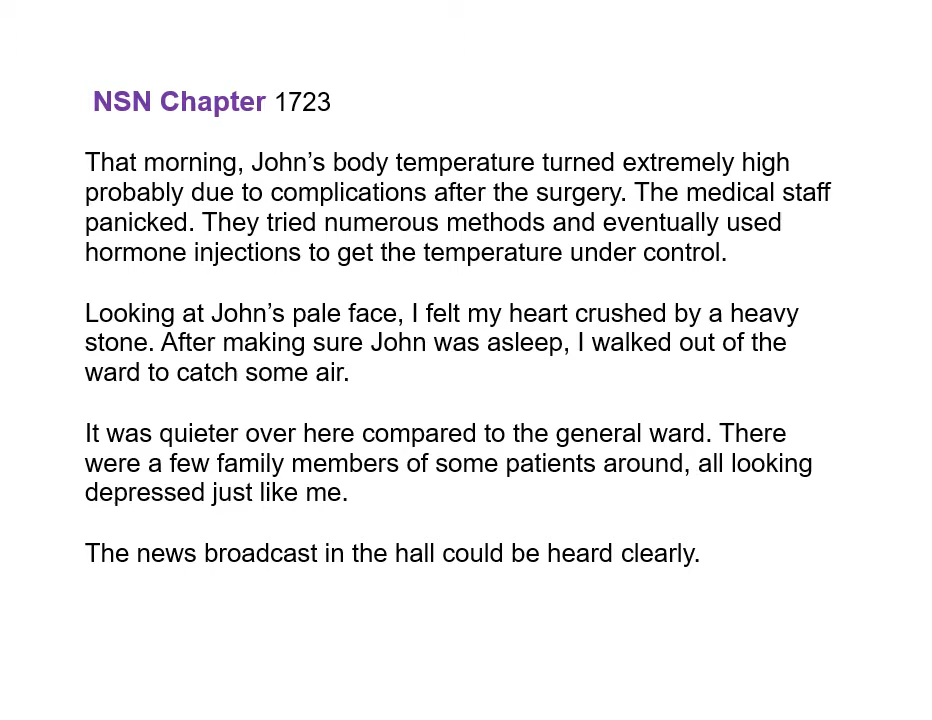 NSN Chapter 1723
That morning, John’s body temperature turned extremely high
probably due to complications after the surgery. The medical staff
panicked. They tried numerous methods and eventually used
hormone injections to get the temperature under control.
Looking at John’s pale face, I felt my heart crushed by a heavy
stone. After making sure John was asleep, I walked out of the
ward to catch some air.
It was quieter over here compared to the general ward. There
were a few family members of some patients around, all looking
depressed just like me.
The news broadcast in the hall could be heard clearly.